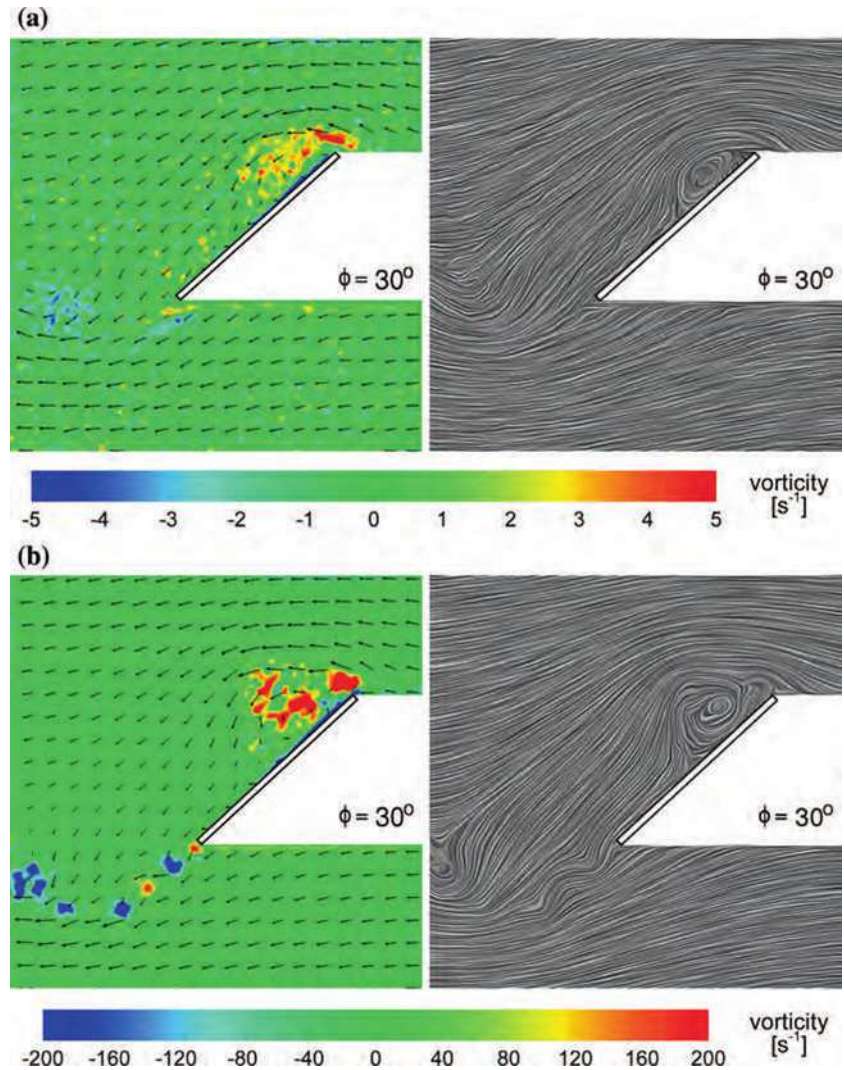 (a)
ϕ = 30°
ϕ = 30°
-5 -4 -3 -2 -1 0 1 2 3 4 5
vorticity
[s⁻¹]
(b)
ϕ = 30°
ϕ = 30°
-200 -160 -120 -80 -40 0 40 80 120 160 200
vorticity
[s⁻¹]